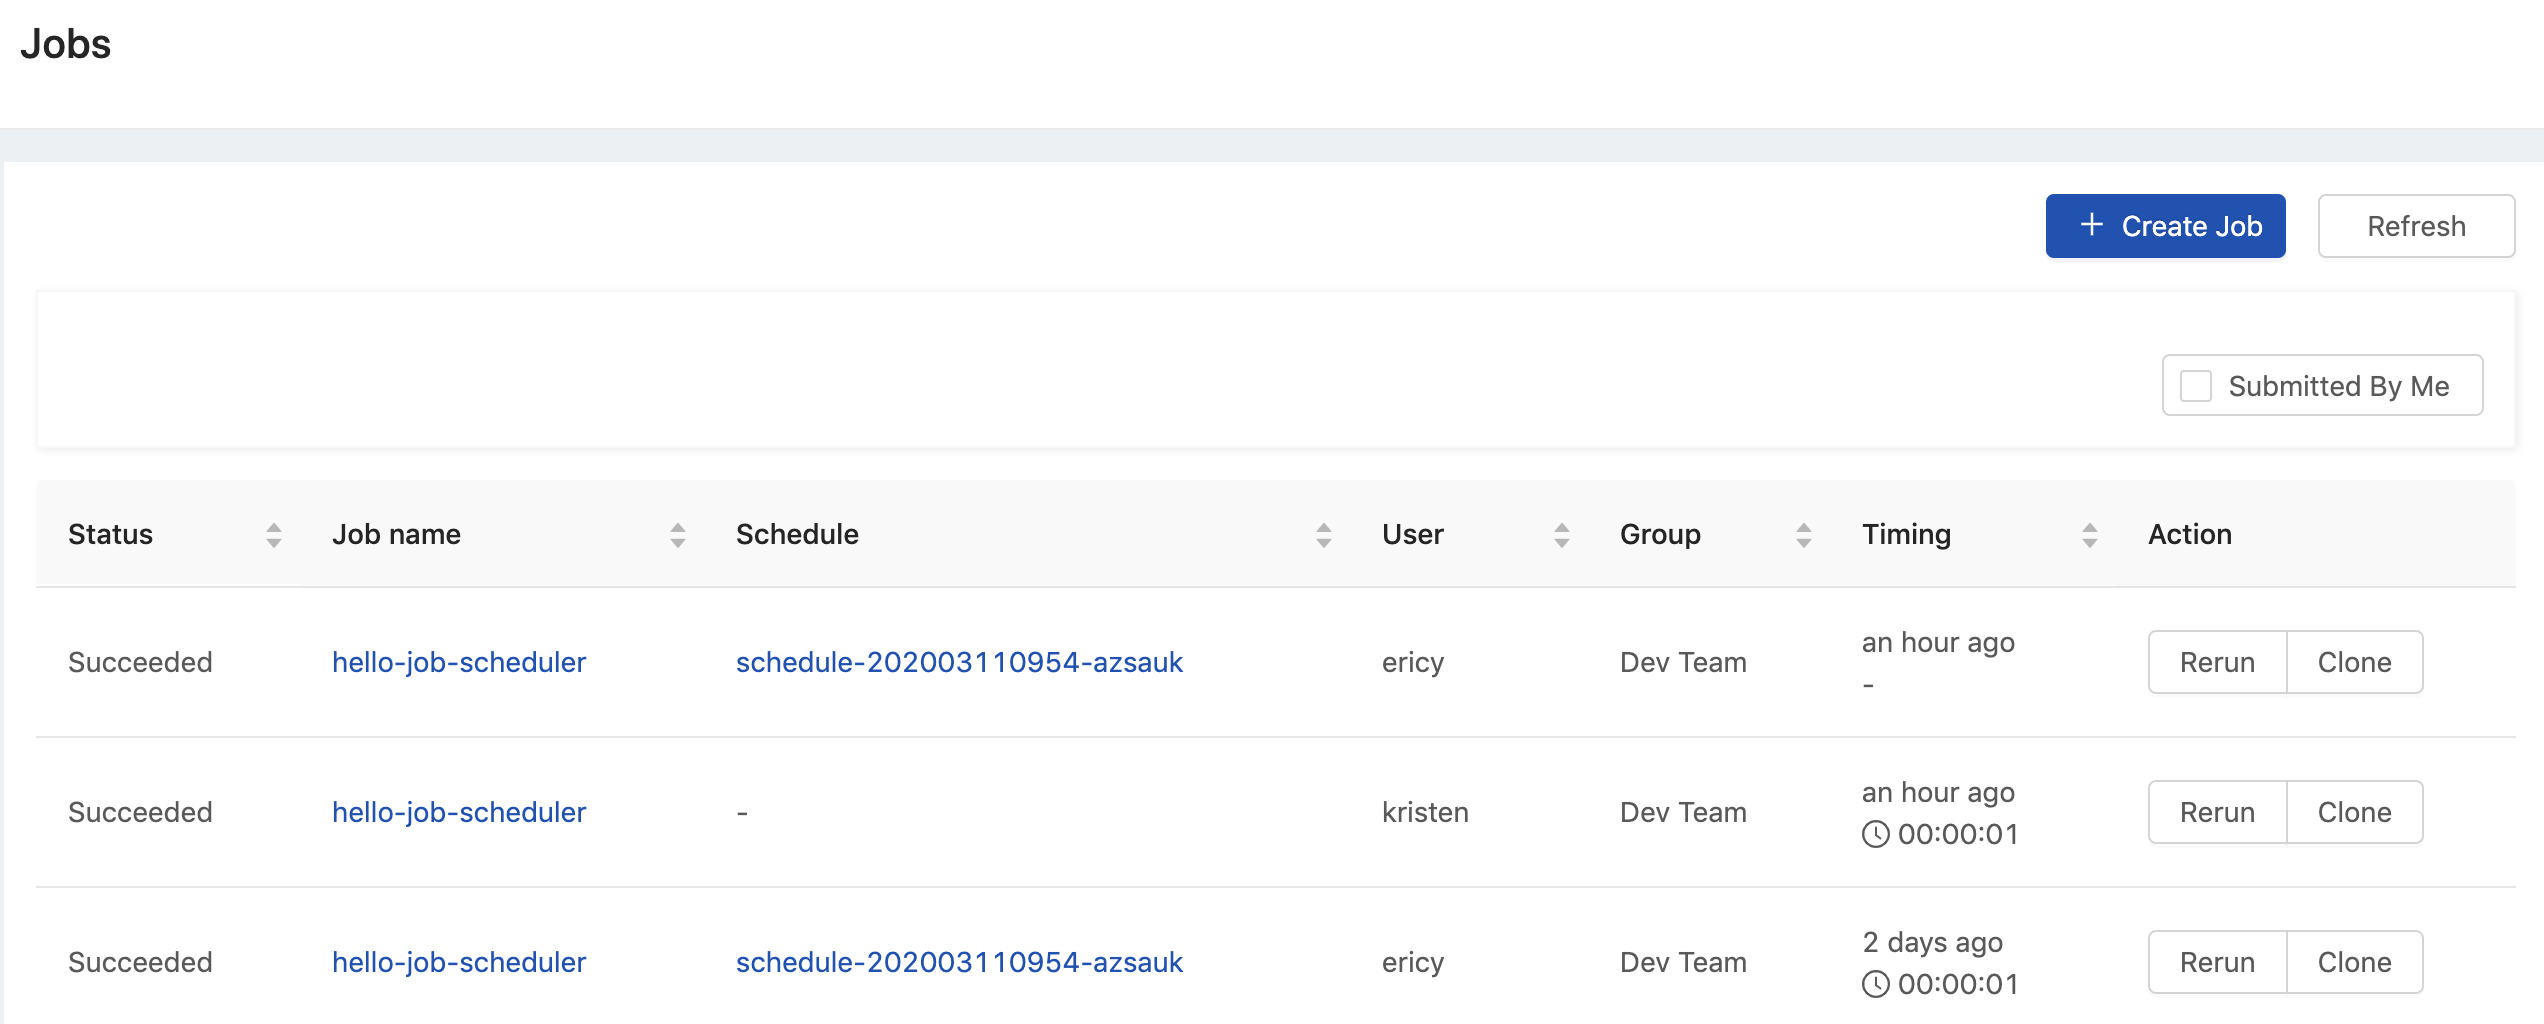 Jobs
+ Create Job Refresh
Submitted By Me
Status Job name Schedule User Group Timing Action
Succeeded hello-job-scheduler schedule-202003110954-azsauk ericy Dev Team an hour ago Rerun Clone
-
Succeeded hello-job-scheduler - kristen Dev Team an hour ago Rerun Clone
00:00:01
Succeeded hello-job-scheduler schedule-202003110954-azsauk ericy Dev Team 2 days ago Rerun Clone
00:00:01